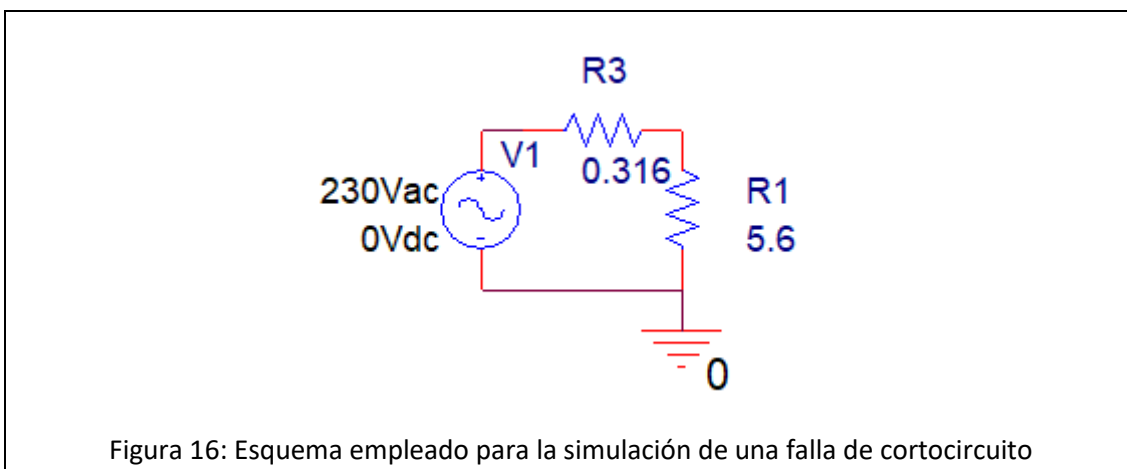 R3
V1
0.316
230Vac
0Vdc
R1
5.6
0
Figura 16: Esquema empleado para la simulación de una falla de cortocircuito